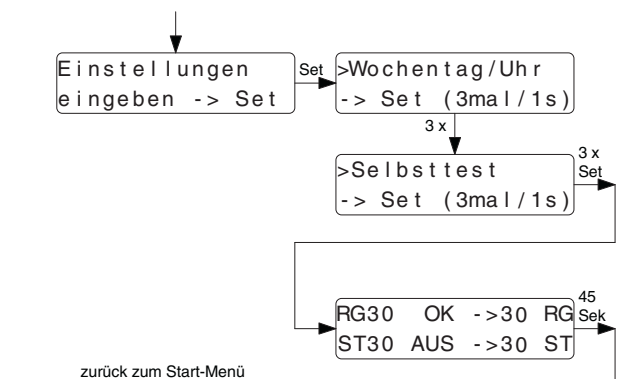 Einstellungen
eingeben -> Set
Set
>Wochentag/Uhr
-> Set (3mal/1s)
3 x
>Selbsttest
-> Set (3mal/1s)
3 x
Set
RG30 OK ->30 RG
ST30 AUS ->30 ST
45
Sek
zurück zum Start-Menü